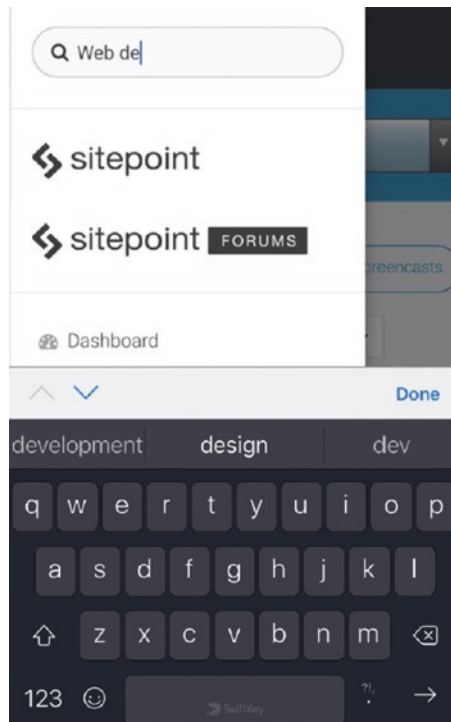 Web de
sitepoint
sitepoint FORUMS
creencasts
Dashboard
Done
development design dev
q w e r t y u i o p
a s d f g h j k l
z x c v b n m
123 ?!, .
SwiftKey